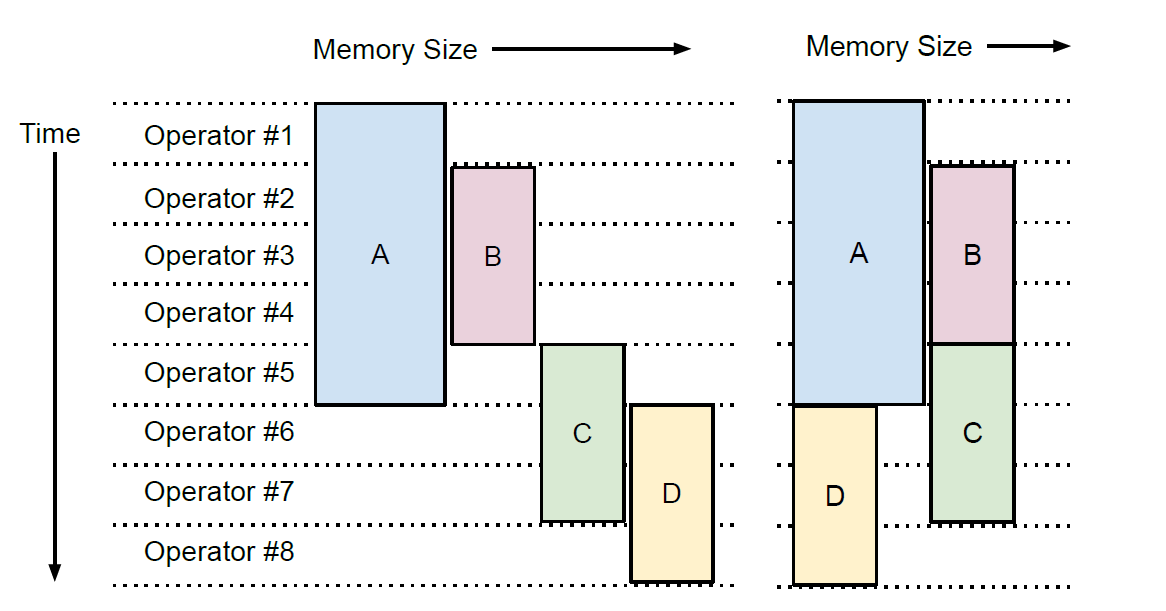 Memory Size
Memory Size
Time
Operator #1
Operator #2
Operator #3
Operator #4
Operator #5
Operator #6
Operator #7
Operator #8
A
B
C
D
A
B
C
D